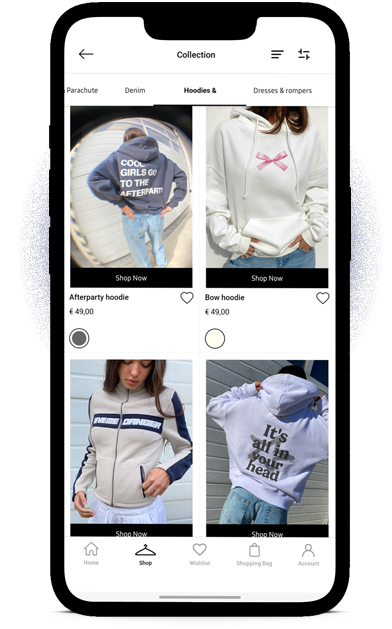 Collection
Parachute
Denim
Hoodies &
Dresses & rompers
COOL
GIRLS GO
TO THE
AFTERPARTY
Shop Now
Shop Now
Afterparty hoodie
€ 49,00
Bow hoodie
€ 49,00
DANGER
It's
all in
your
head
Shop Now
Shop Now
Home
Shop
Wishlist
Shopping Bag
Account